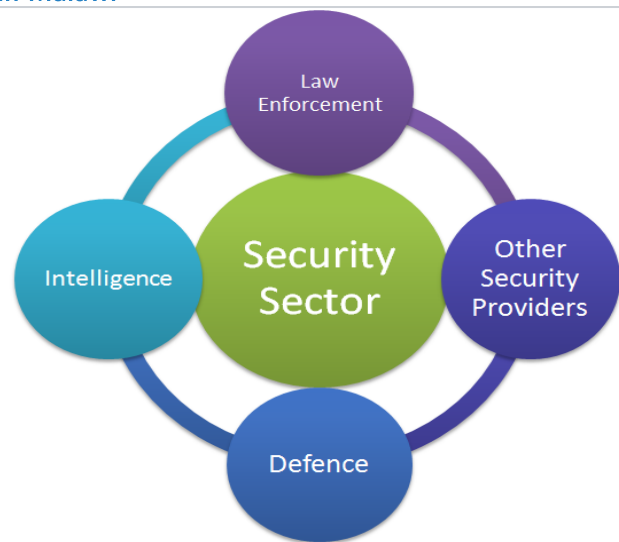 Law
Enforcement
Intelligence
Security
Sector
Other
Security
Providers
Defence